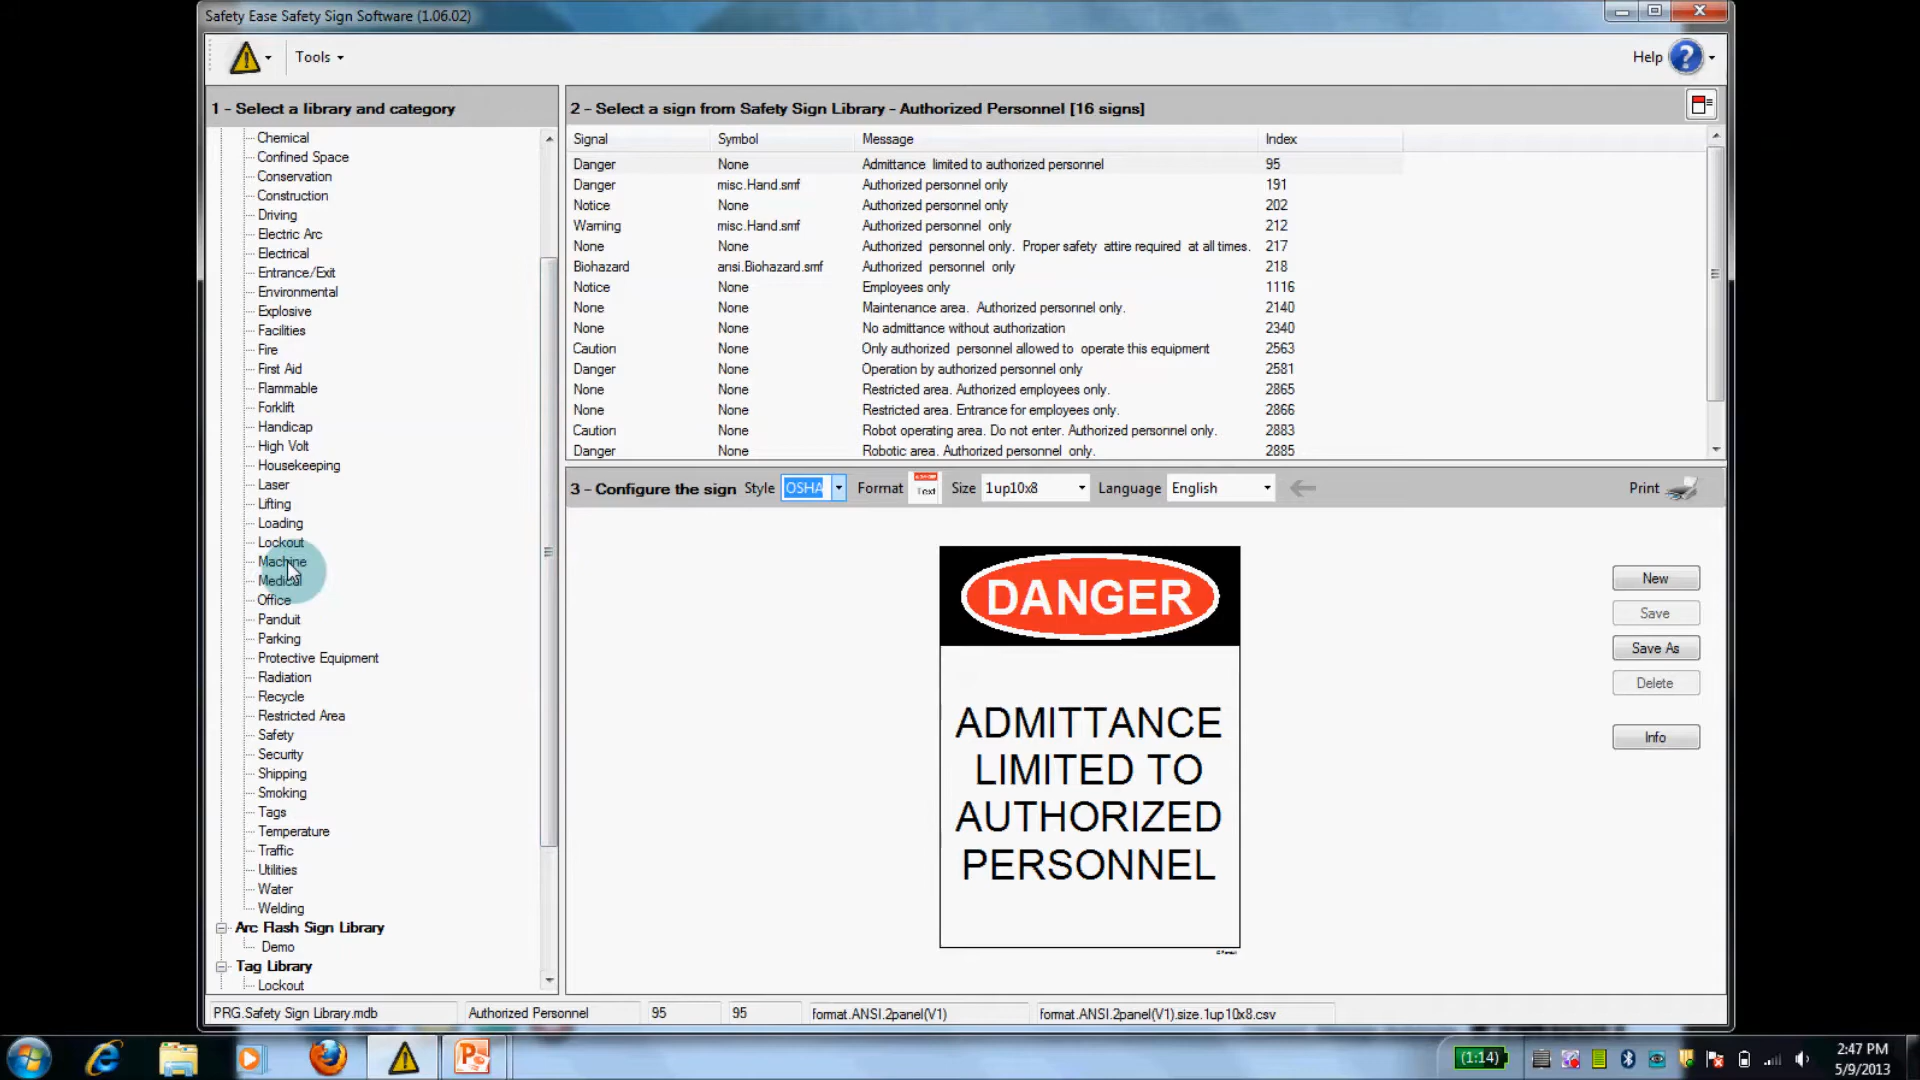 Safety Ease Safety Sign Software (1.06.02)
Tools
Help
1 - Select a library and category
Chemical
Confined Space
Conservation
Construction
Driving
Electric Arc
Electrical
Entrance/Exit
Environmental
Explosive
Facilities
Fire
First Aid
Flammable
Forklift
Handicap
High Volt
Housekeeping
Laser
Lifting
Loading
Lockout
Machine
Medical
Office
Panduit
Parking
Protective Equipment
Radiation
Recycle
Restricted Area
Safety
Security
Shipping
Smoking
Tags
Temperature
Traffic
Utilities
Water
Welding
Arc Flash Sign Library
Demo
Tag Library
Lockout
2 - Select a sign from Safety Sign Library - Authorized Personnel [16 signs]
Signal Symbol Message Index
Danger None Admittance limited to authorized personnel 95
Danger misc.Hand.smf Authorized personnel only 191
Notice None Authorized personnel only 202
Warning misc.Hand.smf Authorized personnel only 212
None None Authorized personnel only. Proper safety attire required at all times. 217
Biohazard ansi.Biohazard.smf Authorized personnel only 218
Notice None Employees only 1116
None None Maintenance area. Authorized personnel only. 2140
None None No admittance without authorization 2340
Caution None Only authorized personnel allowed to operate this equipment 2563
Danger None Operation by authorized personnel only 2581
None None Restricted area. Authorized employees only. 2865
None None Restricted area. Entrance for employees only. 2866
Caution None Robot operating area. Do not enter. Authorized personnel only. 2883
Danger None Robotic area. Authorized personnel only. 2885
3 - Configure the sign Style OSHA Format Text Size 1up10x8 Language English Print
DANGER
ADMITTANCE
LIMITED TO
AUTHORIZED
PERSONNEL
New
Save
Save As
Delete
Info
PRG.Safety Sign Library.mdb Authorized Personnel 95 95 format.ANSI.2panel(V1) format.ANSI.2panel(V1).size.1up10x8.csv
(1:14)
2:47 PM
5/9/2013